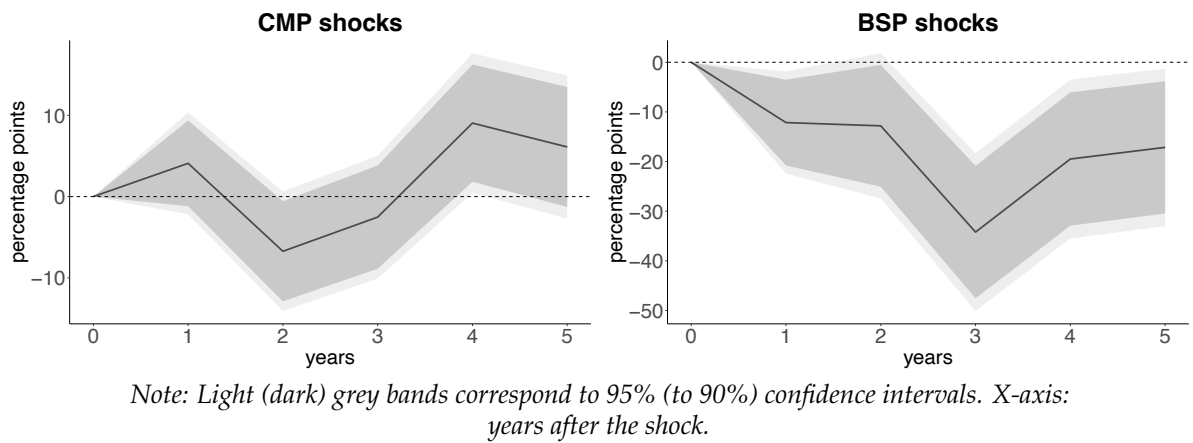 CMP shocks
percentage points
10
0
−10
0 1 2 3 4 5
years
BSP shocks
percentage points
0
−10
−20
−30
−40
−50
0 1 2 3 4 5
years
Note: Light (dark) grey bands correspond to 95% (to 90%) confidence intervals. X-axis:
years after the shock.